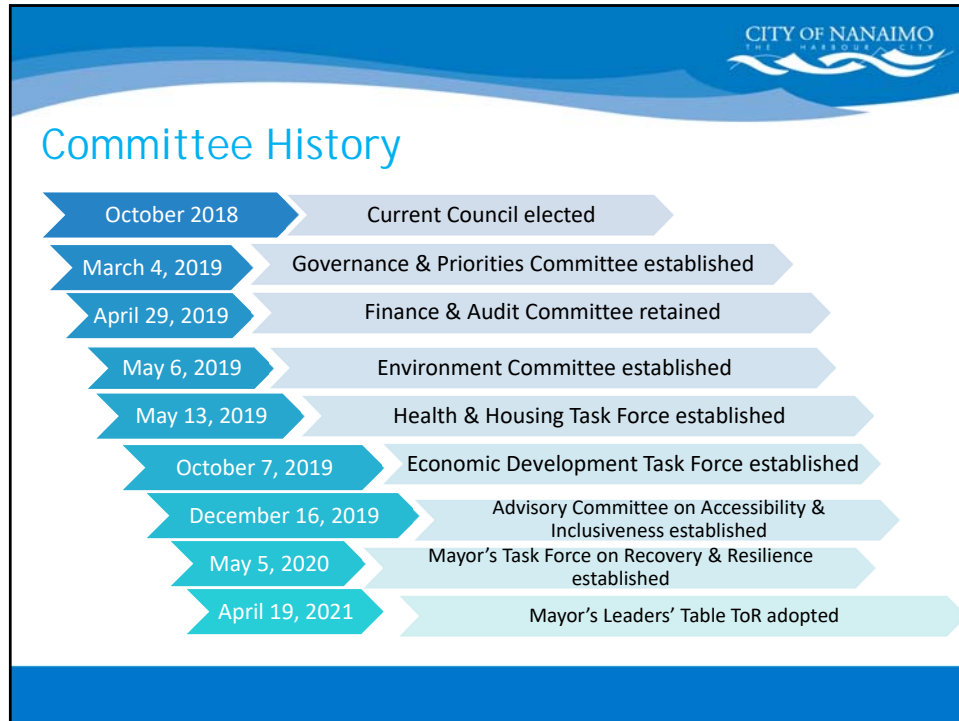 CITY OF NANAIMO
THE HARBOUR CITY
Committee History
October 2018
Current Council elected
March 4, 2019
Governance & Priorities Committee established
April 29, 2019
Finance & Audit Committee retained
May 6, 2019
Environment Committee established
May 13, 2019
Health & Housing Task Force established
October 7, 2019
Economic Development Task Force established
December 16, 2019
Advisory Committee on Accessibility &
Inclusiveness established
May 5, 2020
Mayor’s Task Force on Recovery & Resilience
established
April 19, 2021
Mayor’s Leaders’ Table ToR adopted